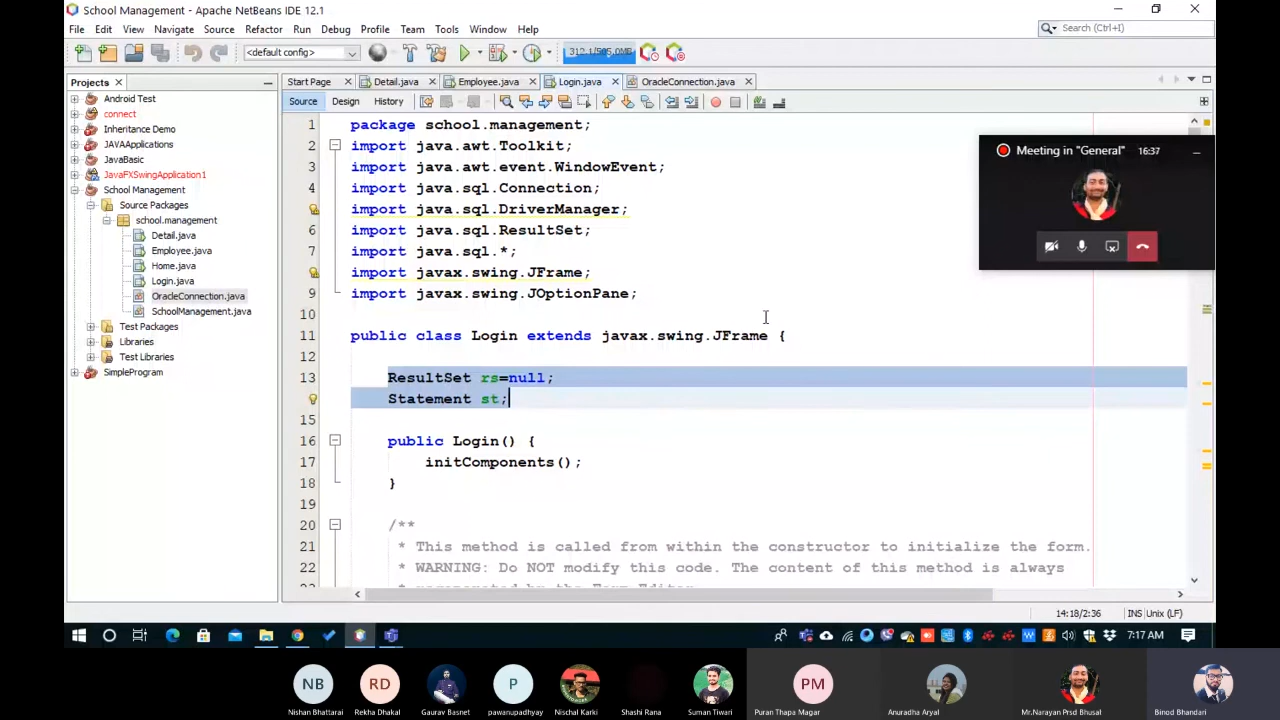 School Management - Apache NetBeans IDE 12.1
File Edit View Navigate Source Refactor Run Debug Profile Team Tools Window Help
Search (Ctrl+I)
<default config>
312.1/505.0MB
Projects
Start Page
Detail.java
Employee.java
Login.java
OracleConnection.java
Source Design History
Android Test
connect
Inheritance Demo
JAVAApplications
JavaBasic
JavaFXSwingApplication1
School Management
Source Packages
school.management
Detail.java
Employee.java
Home.java
Login.java
OracleConnection.java
SchoolManagement.java
Test Packages
Libraries
Test Libraries
SimpleProgram
1 package school.management;
2 import java.awt.Toolkit;
3 import java.awt.event.WindowEvent;
4 import java.sql.Connection;
import java.sql.DriverManager;
6 import java.sql.ResultSet;
7 import java.sql.*;
import javax.swing.JFrame;
9 import javax.swing.JOptionPane;
10
11 public class Login extends javax.swing.JFrame {
12
13 ResultSet rs=null;
Statement st;
15
16 public Login() {
17 initComponents();
18 }
19
20 /**
21 * This method is called from within the constructor to initialize the form.
22 * WARNING: Do NOT modify this code. The content of this method is always
Meeting in "General" 16:37
14:18/2:36 INS Unix (LF)
7:17 AM
NB RD P PM
Nishan Bhattarai Rekha Dhakal Gaurav Basnet pawanupadhyay Nischal Karki Shashi Rana Suman Tiwari Puran Thapa Magar Anuradha Aryal Mr.Narayan Prsd Bhusal Binod Bhandari